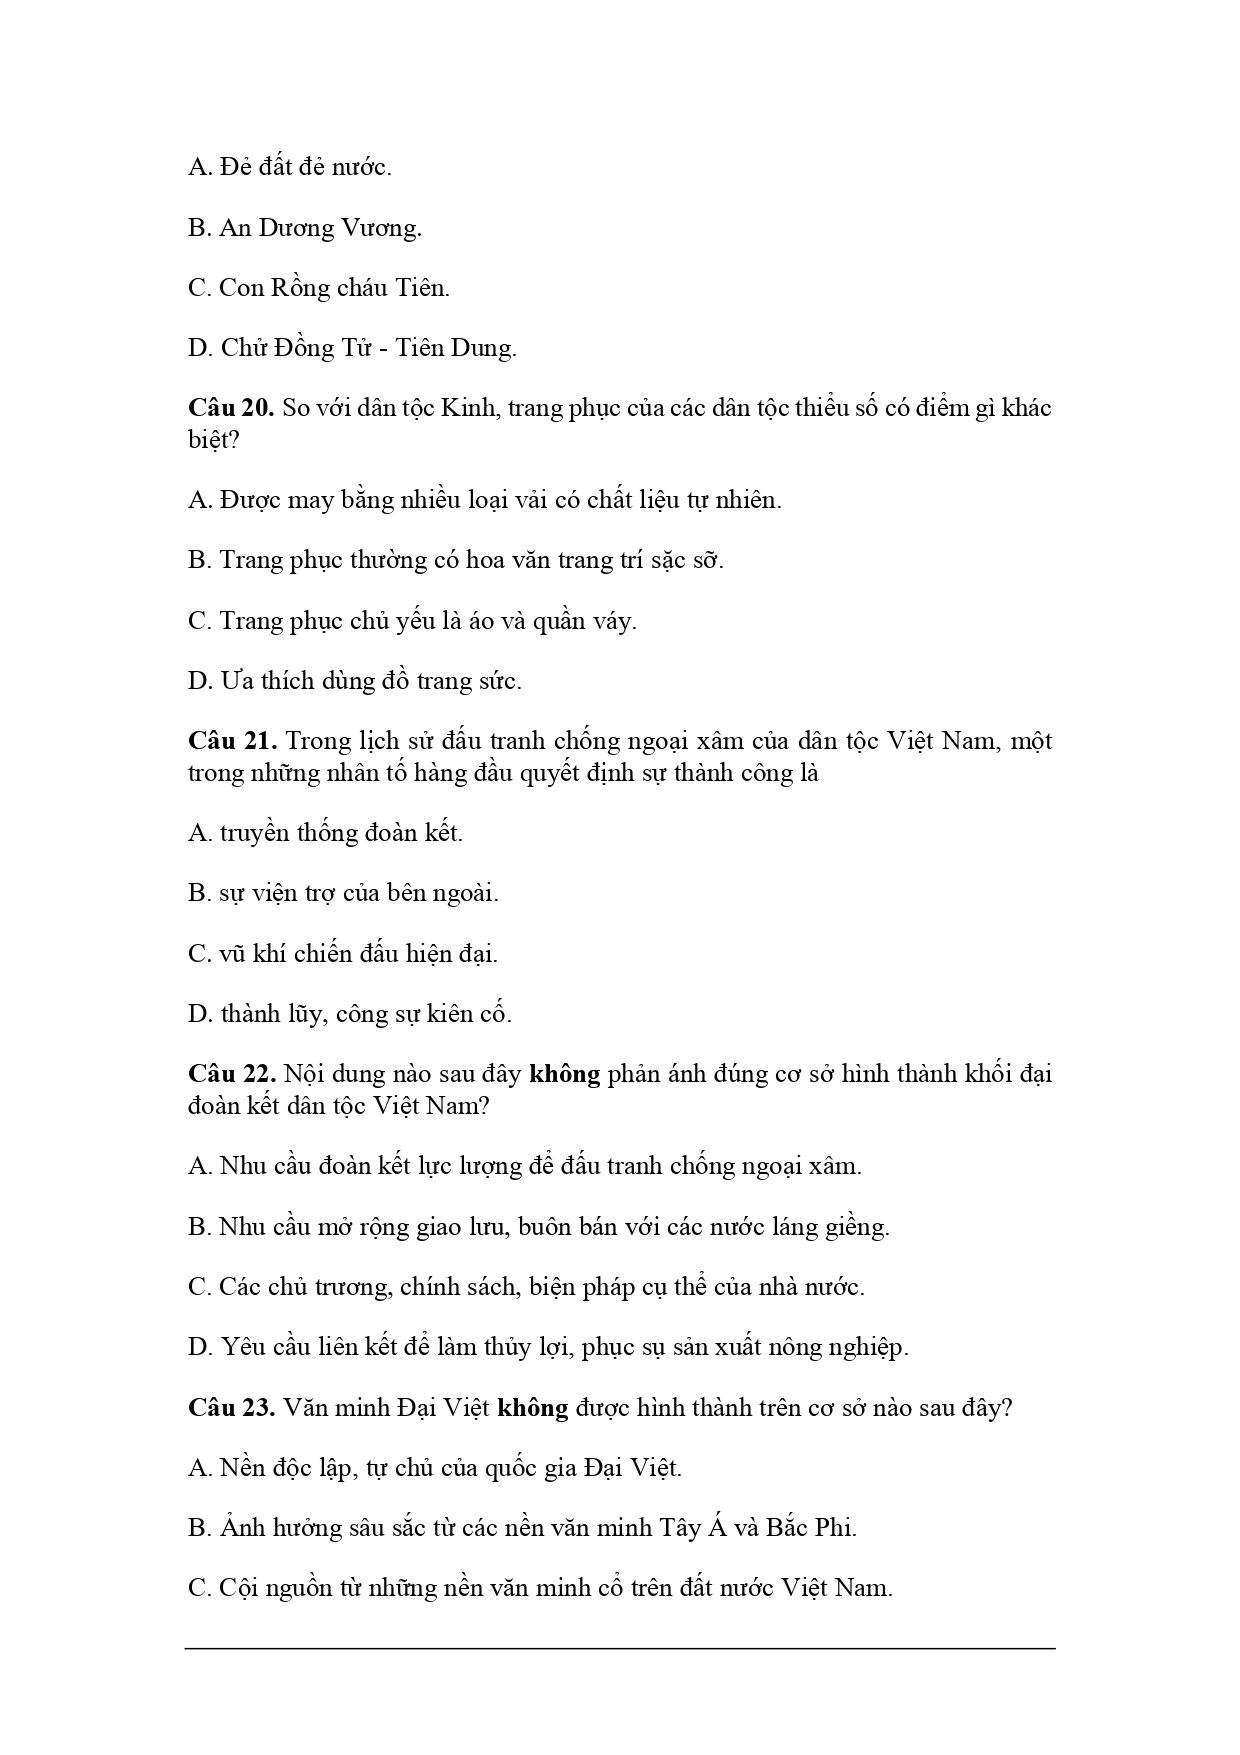 A. Đẻ đất đẻ nước.
B. An Dương Vương.
C. Con Rồng cháu Tiên.
D. Chử Đồng Tử - Tiên Dung.
Câu 20. So với dân tộc Kinh, trang phục của các dân tộc thiểu số có điểm gì khác
biệt?
A. Được may bằng nhiều loại vải có chất liệu tự nhiên.
B. Trang phục thường có hoa văn trang trí sặc sỡ.
C. Trang phục chủ yếu là áo và quần váy.
D. Ưa thích dùng đồ trang sức.
Câu 21. Trong lịch sử đấu tranh chống ngoại xâm của dân tộc Việt Nam, một
trong những nhân tố hàng đầu quyết định sự thành công là
A. truyền thống đoàn kết.
B. sự viện trợ của bên ngoài.
C. vũ khí chiến đấu hiện đại.
D. thành lũy, công sự kiên cố.
Câu 22. Nội dung nào sau đây không phản ánh đúng cơ sở hình thành khối đại
đoàn kết dân tộc Việt Nam?
A. Nhu cầu đoàn kết lực lượng để đấu tranh chống ngoại xâm.
B. Nhu cầu mở rộng giao lưu, buôn bán với các nước láng giềng.
C. Các chủ trương, chính sách, biện pháp cụ thể của nhà nước.
D. Yêu cầu liên kết để làm thủy lợi, phục sụ sản xuất nông nghiệp.
Câu 23. Văn minh Đại Việt không được hình thành trên cơ sở nào sau đây?
A. Nền độc lập, tự chủ của quốc gia Đại Việt.
B. Ảnh hưởng sâu sắc từ các nền văn minh Tây Á và Bắc Phi.
C. Cội nguồn từ những nền văn minh cổ trên đất nước Việt Nam.